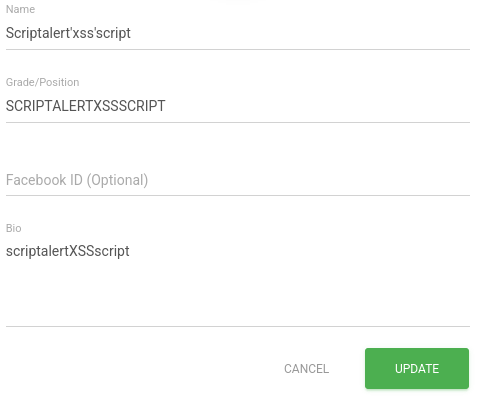 Name
Scriptalert'xss'script
Grade/Position
SCRIPTALERTXSSSCRIPT
Facebook ID (Optional)
Bio
scriptalertXSSscript
CANCEL
UPDATE